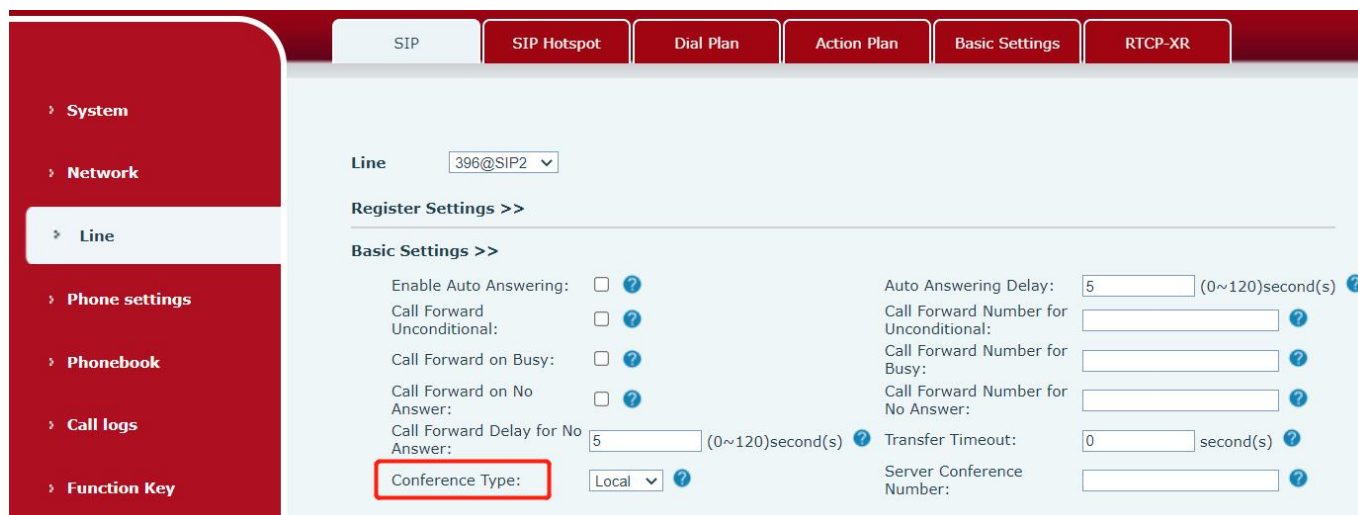 SIP
SIP Hotspot
Dial Plan
Action Plan
Basic Settings
RTCP-XR
› System
› Network
› Line
› Phone settings
› Phonebook
› Call logs
› Function Key
Line 396@SIP2
Register Settings >>
Basic Settings >>
Enable Auto Answering: ?
Auto Answering Delay: 5 (0~120)second(s) ?
Call Forward
Unconditional: ?
Call Forward Number for
Unconditional: ?
Call Forward on Busy: ?
Call Forward Number for
Busy: ?
Call Forward on No
Answer: ?
Call Forward Number for
No Answer: ?
Call Forward Delay for No
Answer: 5 (0~120)second(s) ?
Transfer Timeout: 0 second(s) ?
Conference Type: Local ?
Server Conference
Number: ?